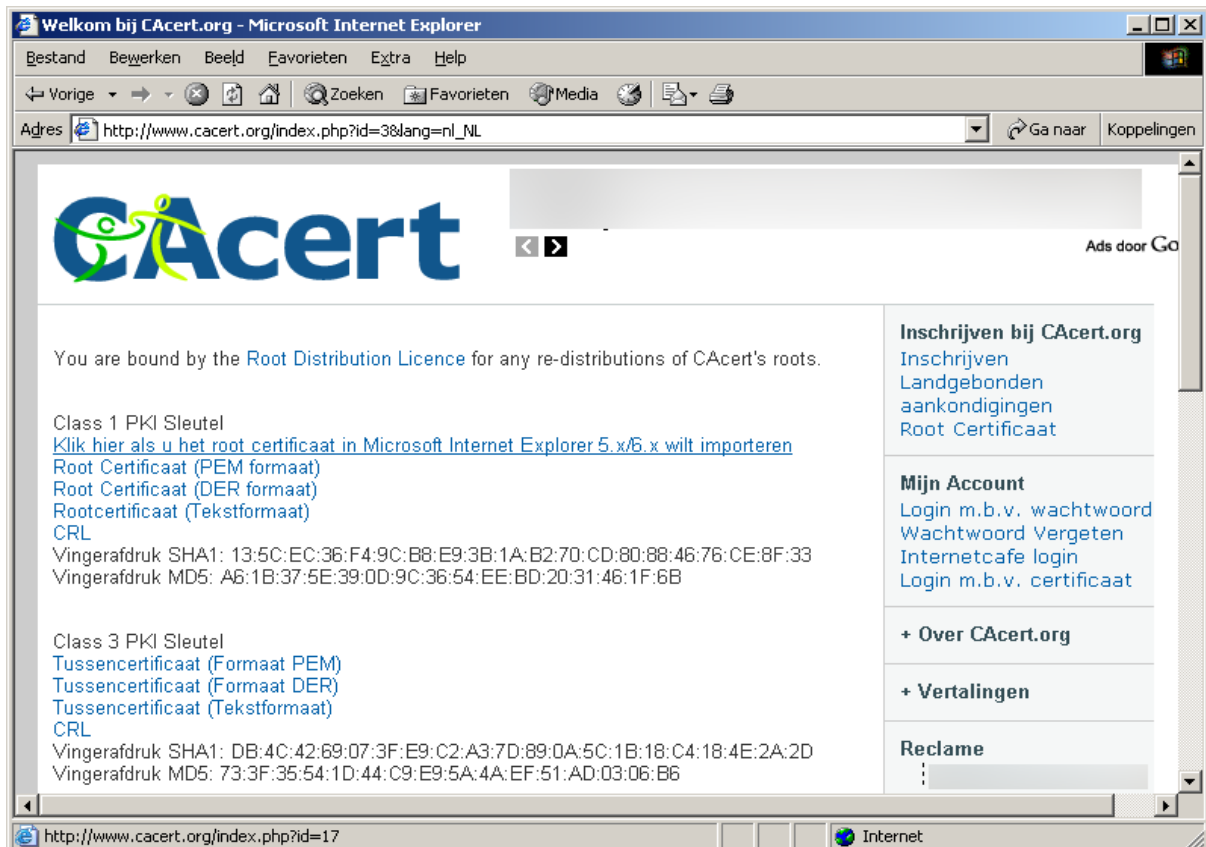 Welkom bij CAcert.org - Microsoft Internet Explorer
Bestand Bewerken Beeld Favorieten Extra Help
Vorige Zoeken Favorieten Media
Adres http://www.cacert.org/index.php?id=3&lang=nl_NL Ga naar Koppelingen
CAcert
Ads door Go
You are bound by the Root Distribution Licence for any re-distributions of CAcert's roots.
Class 1 PKI Sleutel
Klik hier als u het root certificaat in Microsoft Internet Explorer 5.x/6.x wilt importeren
Root Certificaat (PEM formaat)
Root Certificaat (DER formaat)
Rootcertificaat (Tekstformaat)
CRL
Vingerafdruk SHA1: 13:5C:EC:36:F4:9C:B8:E9:3B:1A:B2:70:CD:80:88:46:76:CE:8F:33
Vingerafdruk MD5: A6:1B:37:5E:39:0D:9C:36:54:EE:BD:20:31:46:1F:6B
Class 3 PKI Sleutel
Tussencertificaat (Formaat PEM)
Tussencertificaat (Formaat DER)
Tussencertificaat (Tekstformaat)
CRL
Vingerafdruk SHA1: DB:4C:42:69:07:3F:E9:C2:A3:7D:89:0A:5C:1B:18:C4:18:4E:2A:2D
Vingerafdruk MD5: 73:3F:35:54:1D:44:C9:E9:5A:4A:EF:51:AD:03:06:B6
Inschrijven bij CAcert.org
Inschrijven
Landgebonden
aankondigingen
Root Certificaat
Mijn Account
Login m.b.v. wachtwoord
Wachtwoord Vergeten
Internetcafe login
Login m.b.v. certificaat
+ Over CAcert.org
+ Vertalingen
Reclame
http://www.cacert.org/index.php?id=17 Internet